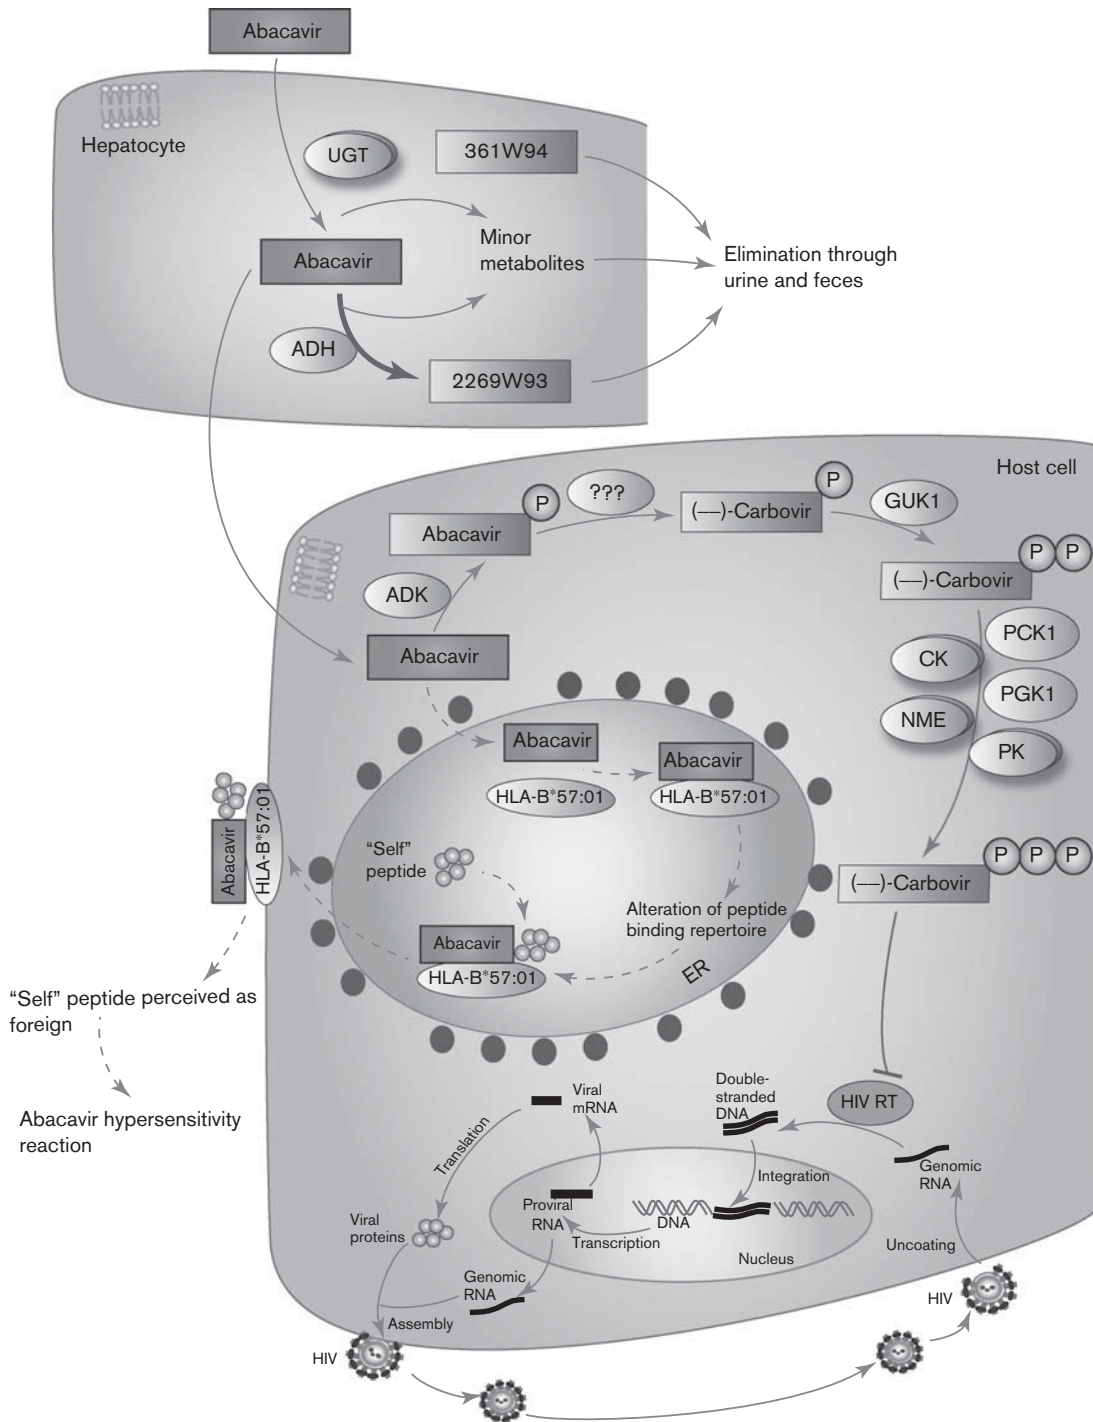 Abacavir
Hepatocyte
UGT
361W94
Abacavir
Minor
metabolites
Elimination through
urine and feces
ADH
2269W93
Host cell
Abacavir
P
???
(––)-Carbovir
P
GUK1
(––)-Carbovir
P P
ADK
Abacavir
PCK1
CK
PGK1
NME
PK
Abacavir
HLA-B*57:01
Abacavir
HLA-B*57:01
Abacavir
HLA-B*57:01
"Self"
peptide
(––)-Carbovir
P P P
Alteration of peptide
binding repertoire
Abacavir
HLA-B*57:01
ER
"Self" peptide perceived as
foreign
Abacavir hypersensitivity
reaction
Viral
mRNA
Double-
stranded
DNA
HIV RT
Translation
Genomic
RNA
Integration
Proviral
RNA
DNA
Transcription
Nucleus
Uncoating
Viral
proteins
Genomic
RNA
Assembly
HIV
HIV